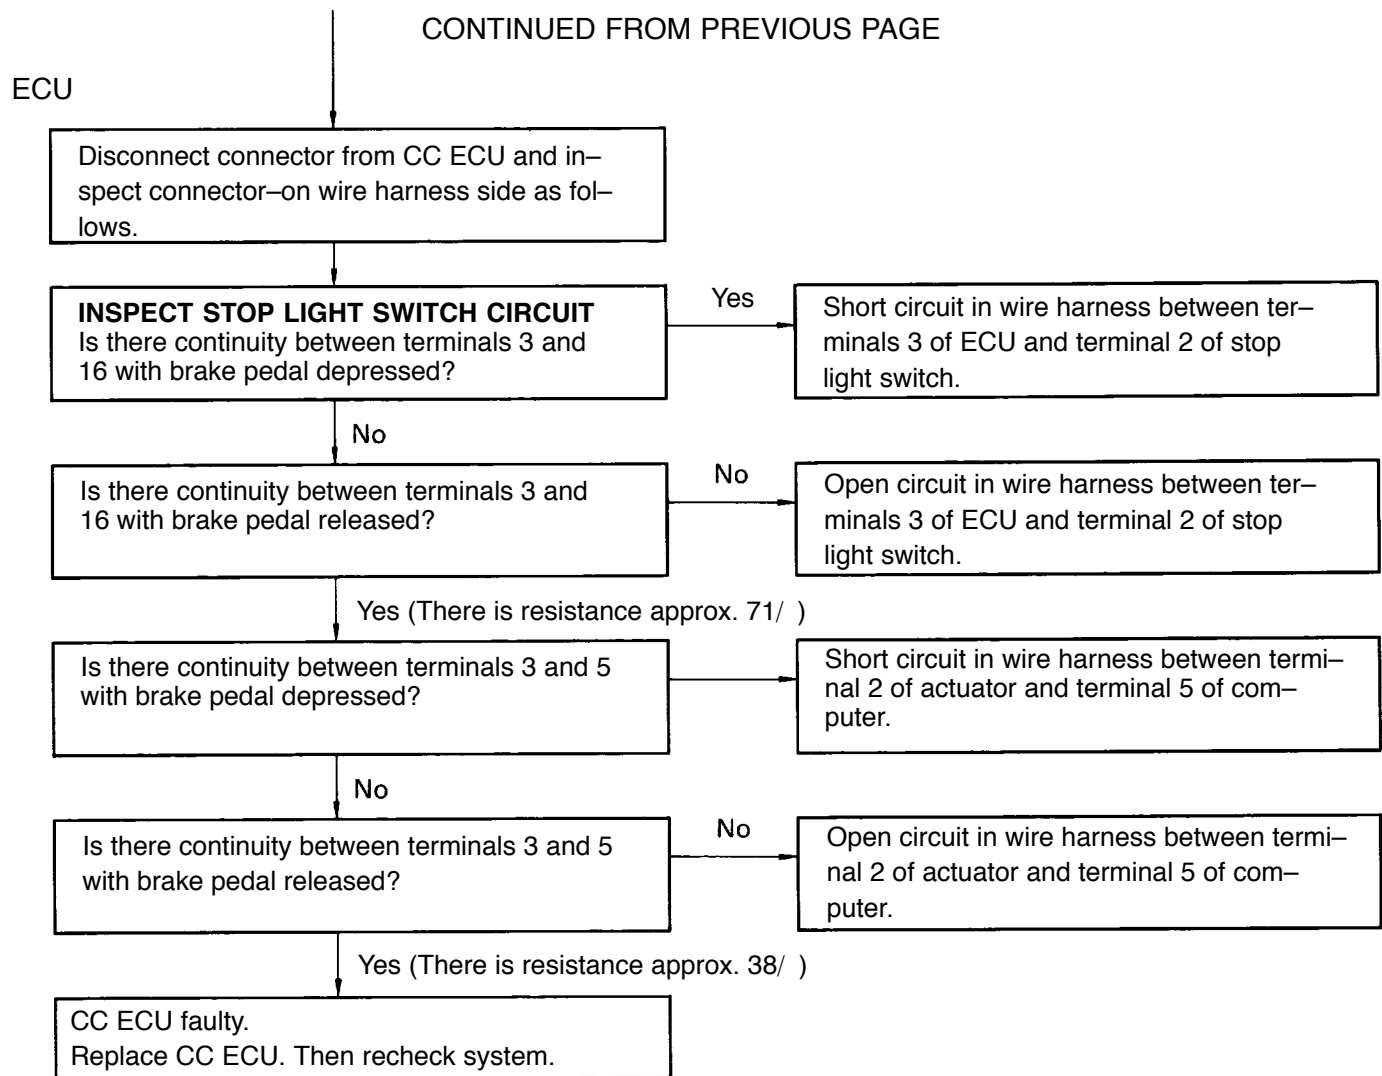 CONTINUED FROM PREVIOUS PAGE
ECU
Disconnect connector from CC ECU and in–
spect connector–on wire harness side as fol–
lows.
INSPECT STOP LIGHT SWITCH CIRCUIT
Is there continuity between terminals 3 and
16 with brake pedal depressed?
Yes
Short circuit in wire harness between ter–
minals 3 of ECU and terminal 2 of stop
light switch.
No
Is there continuity between terminals 3 and
16 with brake pedal released?
No
Open circuit in wire harness between ter–
minals 3 of ECU and terminal 2 of stop
light switch.
Yes (There is resistance approx. 71/ )
Is there continuity between terminals 3 and 5
with brake pedal depressed?
Short circuit in wire harness between termi–
nal 2 of actuator and terminal 5 of com–
puter.
No
Is there continuity between terminals 3 and 5
with brake pedal released?
No
Open circuit in wire harness between termi–
nal 2 of actuator and terminal 5 of com–
puter.
Yes (There is resistance approx. 38/ )
CC ECU faulty.
Replace CC ECU. Then recheck system.